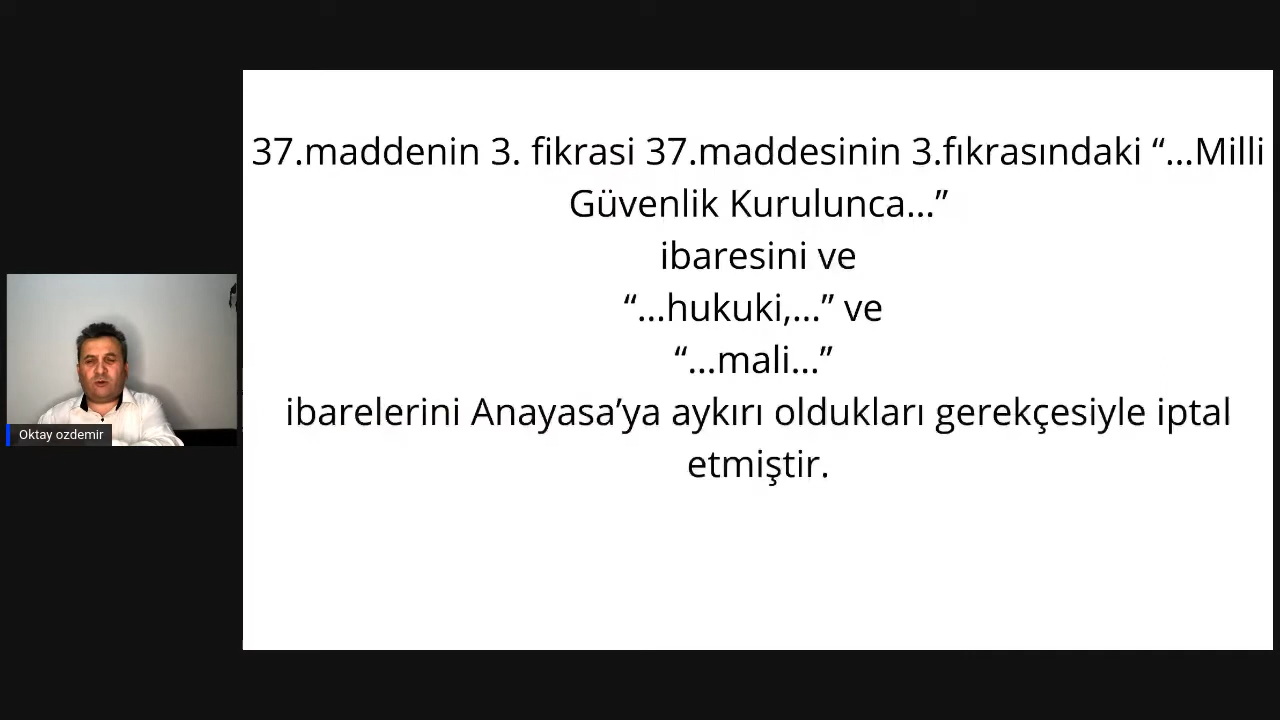 37.maddenin 3. fikrasi 37.maddesinin 3.fıkrasındaki “...Milli
Güvenlik Kurulunca...”
ibaresini ve
“...hukuki,...” ve
“...mali...”
ibarelerini Anayasa’ya aykırı oldukları gerekçesiyle iptal
etmiştir.
Oktay ozdemir